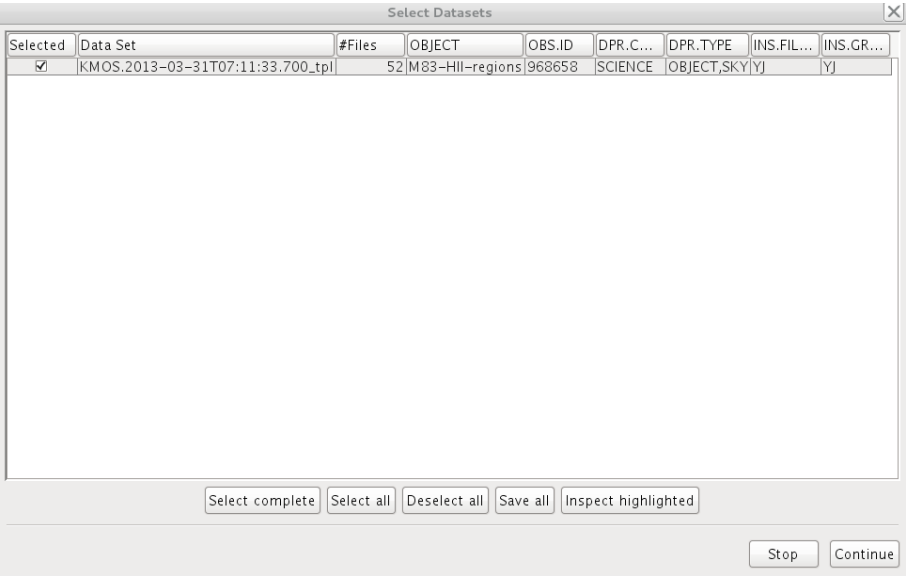 Select Datasets
Selected Data Set #Files OBJECT OBS.ID DPR.C... DPR.TYPE INS.FIL... INS.GR...
KMOS.2013-03-31T07:11:33.700_tpl 52 M83-HII-regions 968658 SCIENCE OBJECT,SKY YJ YJ
Select complete Select all Deselect all Save all Inspect highlighted
Stop Continue